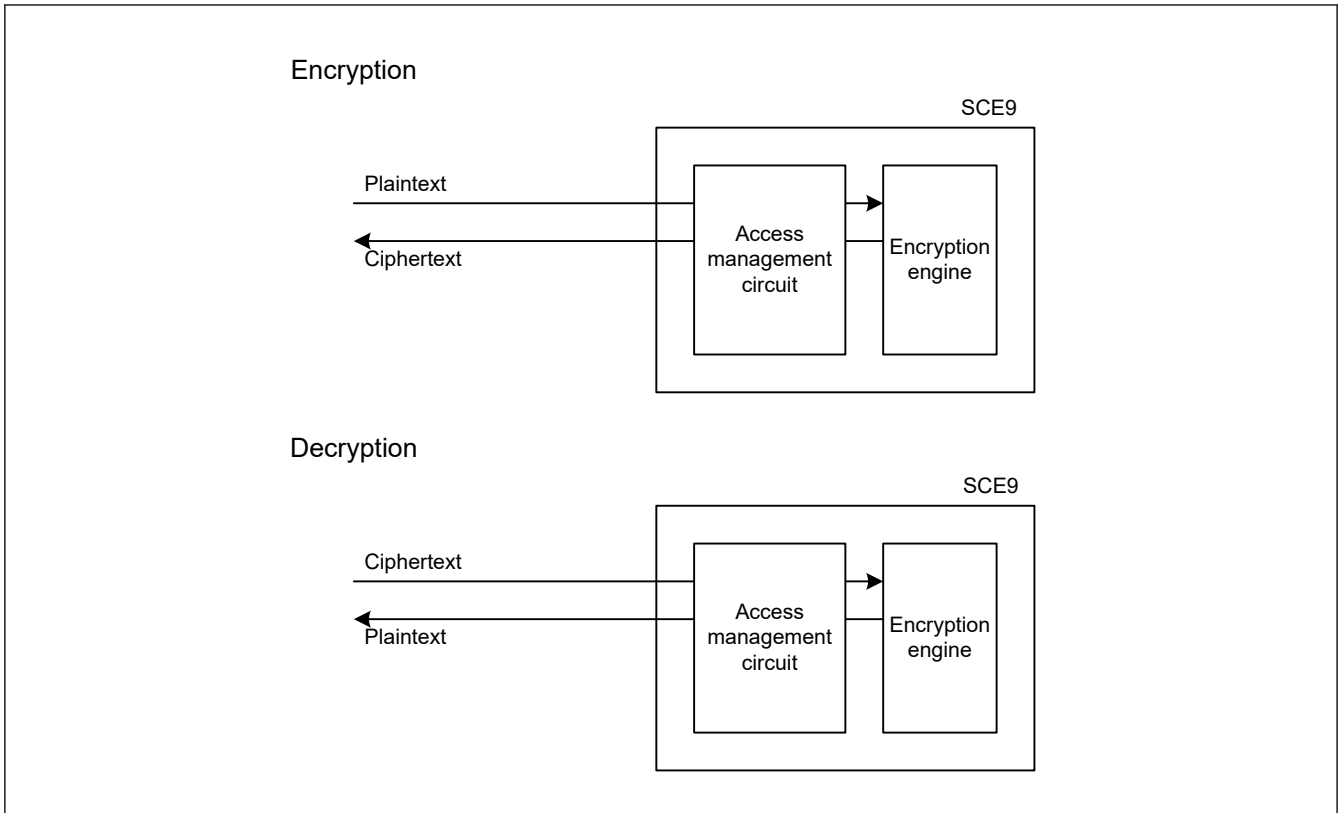 Encryption
SCE9
Plaintext
Ciphertext
Access
management
circuit
Encryption
engine
Decryption
SCE9
Ciphertext
Plaintext
Access
management
circuit
Encryption
engine